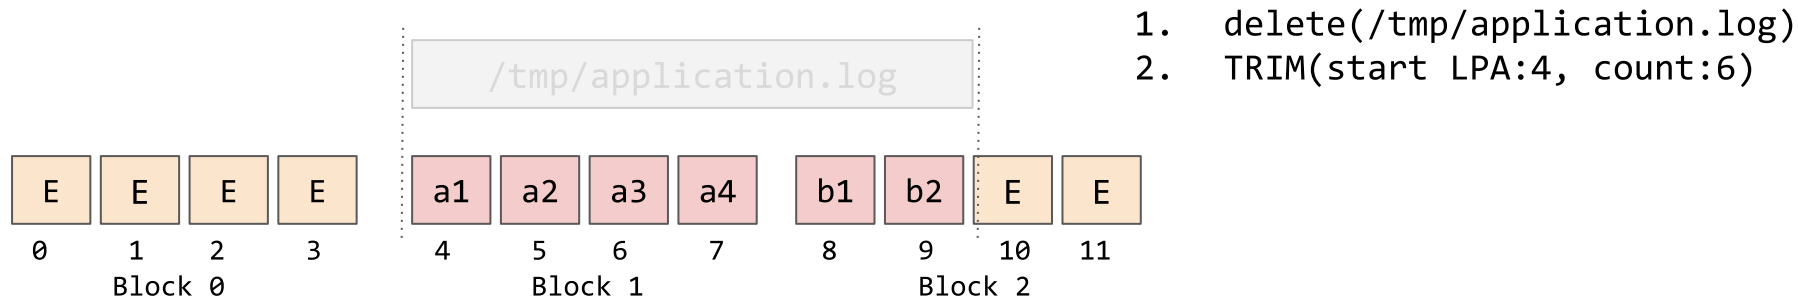 1. delete(/tmp/application.log)
2. TRIM(start LPA:4, count:6)
/tmp/application.log
E E E E a1 a2 a3 a4 b1 b2 E E
0 1 2 3 4 5 6 7 8 9 10 11
Block 0 Block 1 Block 2